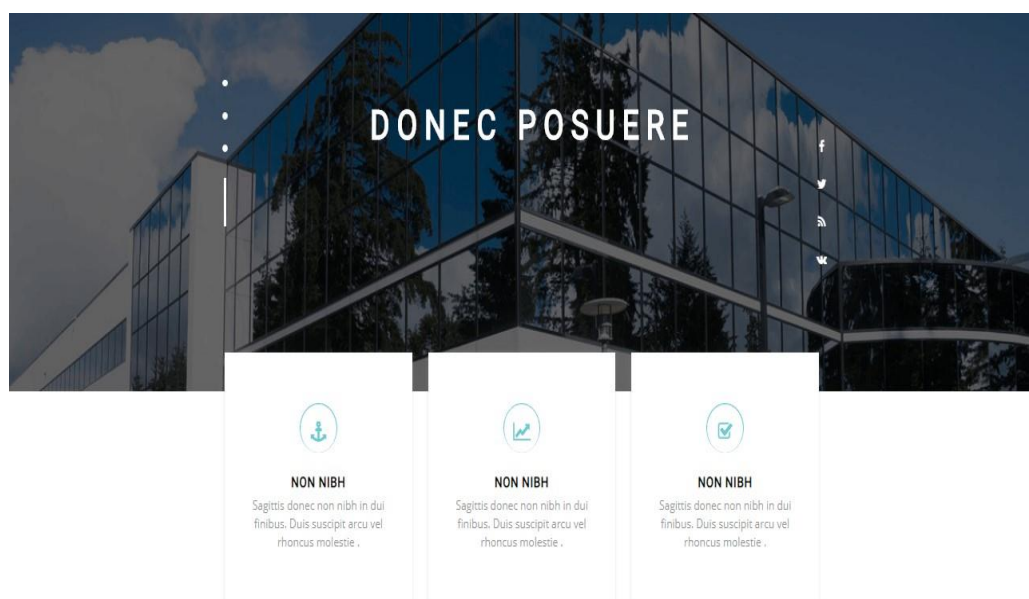 DONEC POSUERE
NON NIBH
Sagittis donec non nibh in dui
finibus. Duis suscipit arcu vel
rhoncus molestie .
NON NIBH
Sagittis donec non nibh in dui
finibus. Duis suscipit arcu vel
rhoncus molestie .
NON NIBH
Sagittis donec non nibh in dui
finibus. Duis suscipit arcu vel
rhoncus molestie .